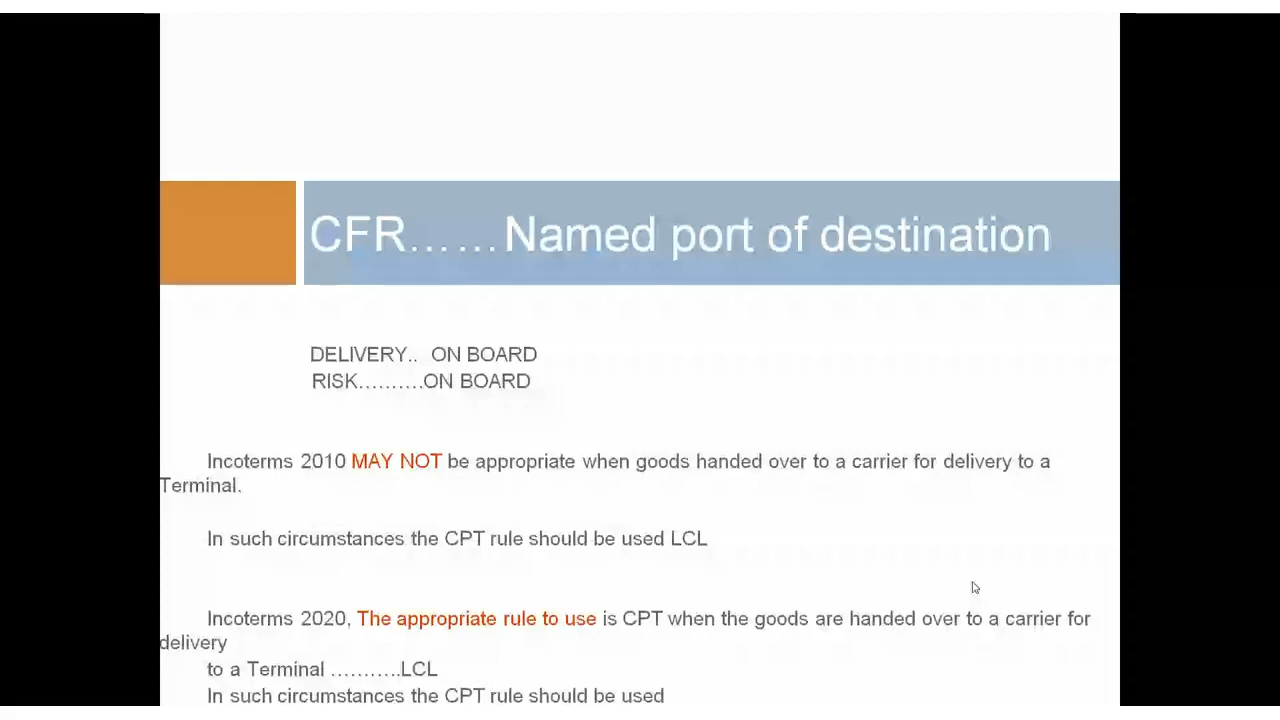 CFR……Named port of destination
DELIVERY.. ON BOARD
RISK……….ON BOARD
Incoterms 2010 MAY NOT be appropriate when goods handed over to a carrier for delivery to a
Terminal.
In such circumstances the CPT rule should be used LCL
Incoterms 2020, The appropriate rule to use is CPT when the goods are handed over to a carrier for
delivery
to a Terminal ………..LCL
In such circumstances the CPT rule should be used